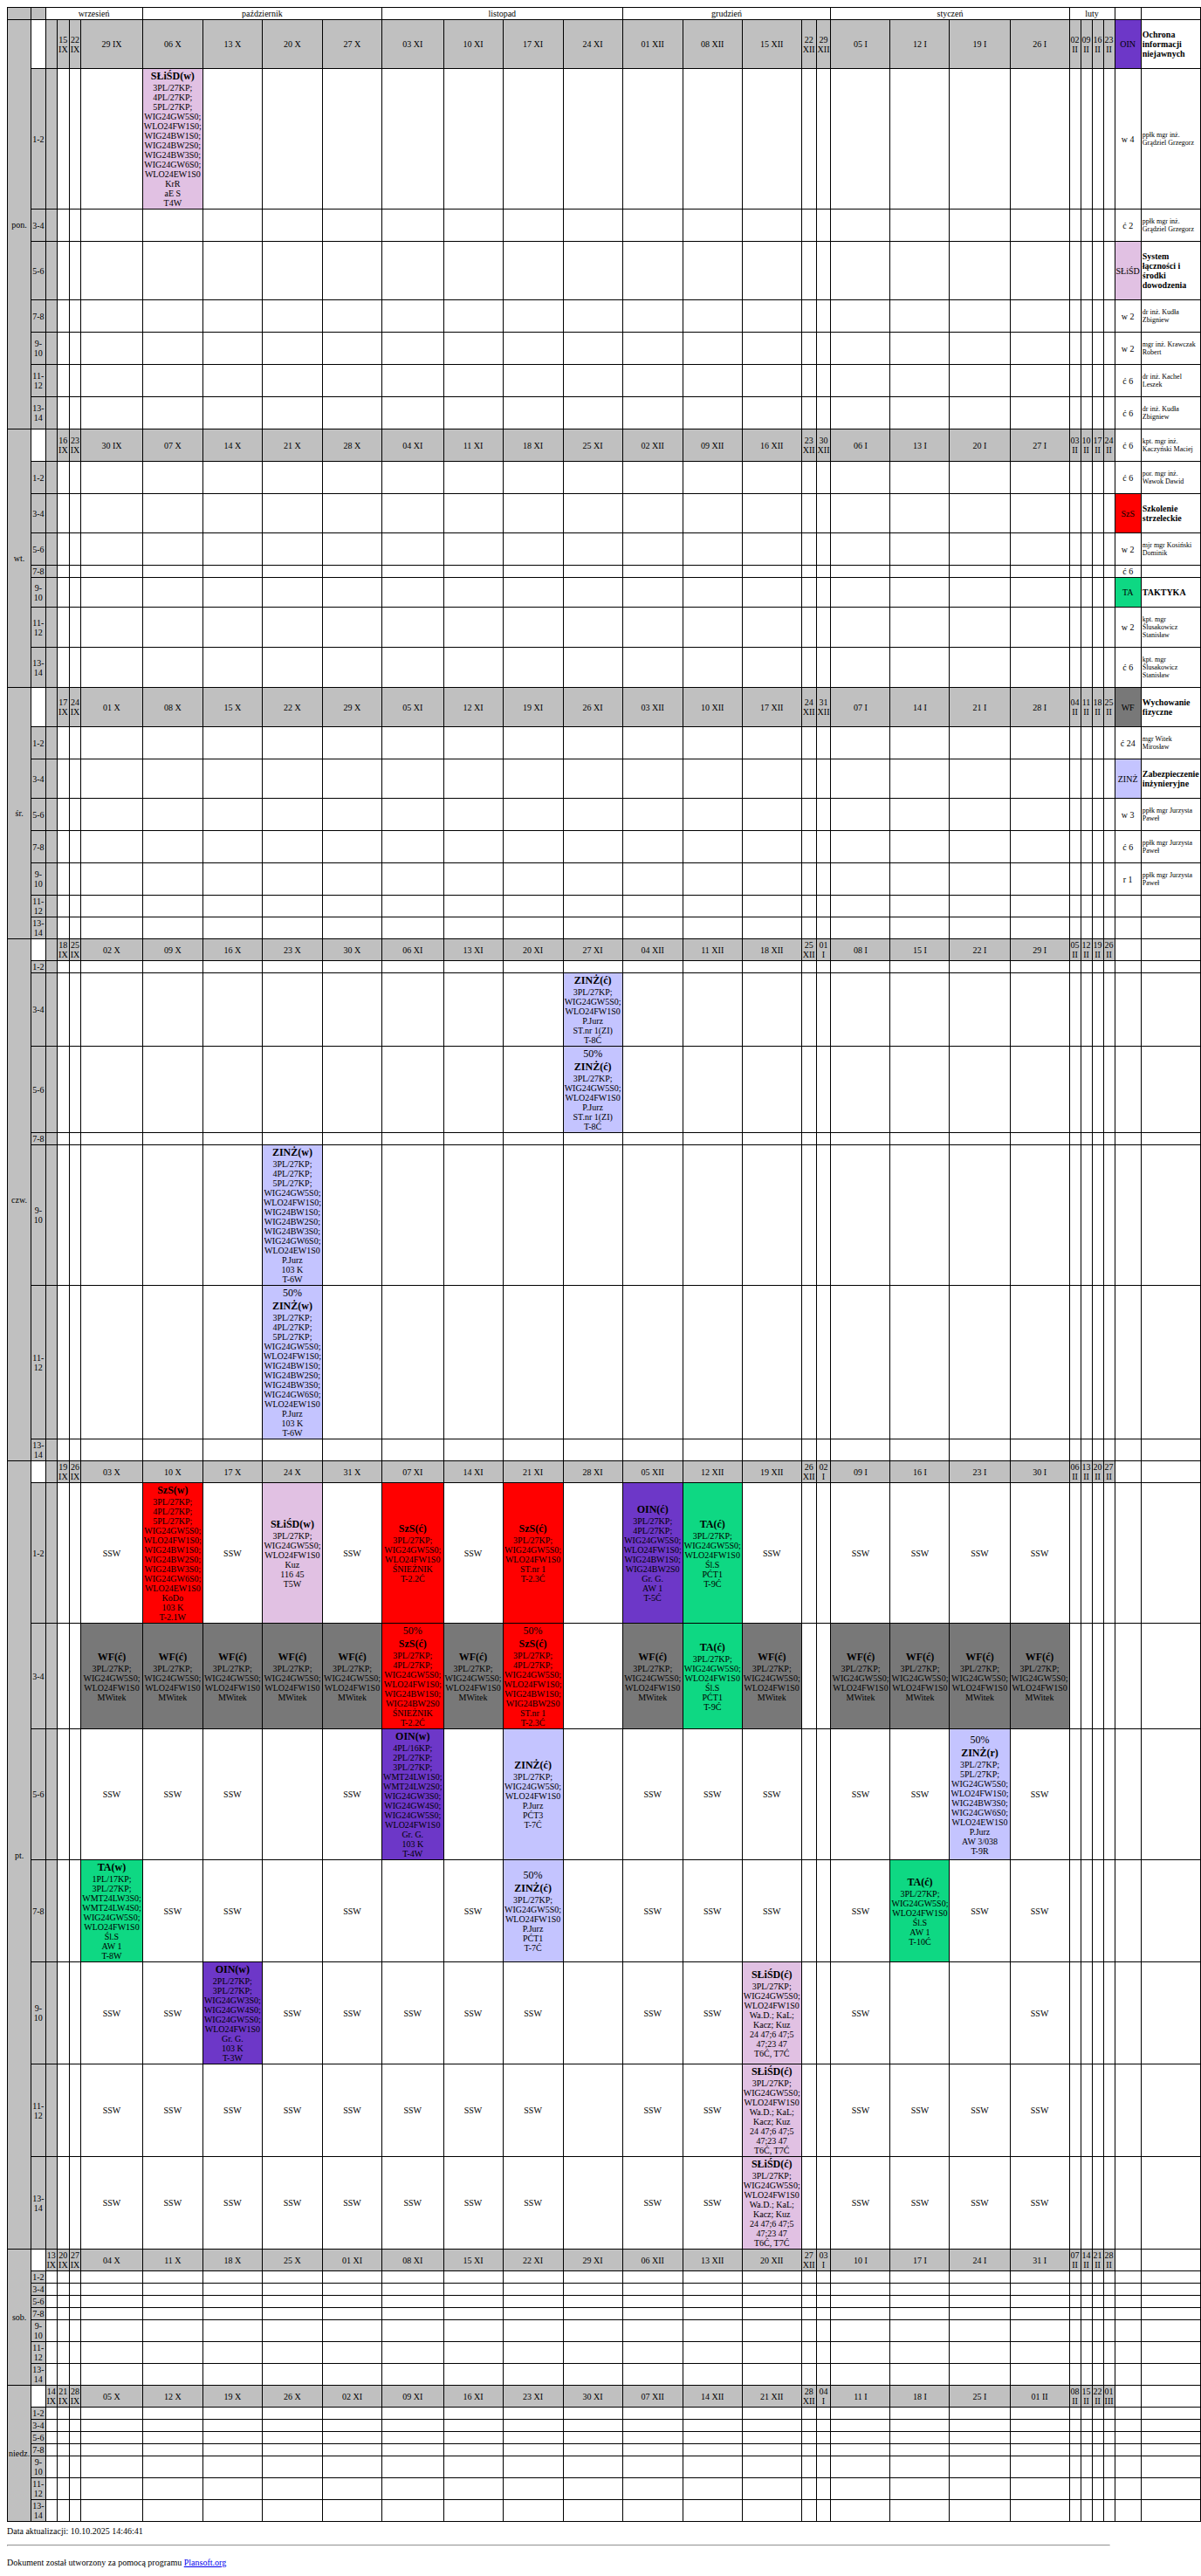 wrzesień październik listopad grudzień styczeń luty
15 IX 22 IX 29 IX 06 X 13 X 20 X 27 X 03 XI 10 XI 17 XI 24 XI 01 XII 08 XII 15 XII 22 XII 29 XII 05 I 12 I 19 I 26 I 02 II 09 II 16 II 23 II OIN Ochrona informacji niejawnych
pon.
1-2
SŁiŚD(w)
3PL/27KP;
4PL/27KP;
5PL/27KP;
WIG24GW5S0;
WLO24FW1S0;
WIG24BW1S0;
WIG24BW2S0;
WIG24BW3S0;
WIG24GW6S0;
WLO24EW1S0
KrR
aE S
T4W
w 4 ppłk mgr inż. Grądziel Grzegorz
3-4 ć 2 ppłk mgr inż. Grądziel Grzegorz
5-6 SŁiŚD System łączności i środki dowodzenia
7-8 w 2 dr inż. Kudła Zbigniew
9-10 w 2 mgr inż. Krawczak Robert
11-12 ć 6 dr inż. Kachel Leszek
13-14 ć 6 dr inż. Kudła Zbigniew
16 IX 23 IX 30 IX 07 X 14 X 21 X 28 X 04 XI 11 XI 18 XI 25 XI 02 XII 09 XII 16 XII 23 XII 30 XII 06 I 13 I 20 I 27 I 03 II 10 II 17 II 24 II ć 6 kpt. mgr inż. Kaczyński Maciej
wt.
1-2 ć 6 por. mgr inż. Wawok Dawid
3-4 SzS Szkolenie strzeleckie
5-6 w 2 mjr mgr Kosiński Dominik
7-8 ć 6
9-10 TA TAKTYKA
11-12 w 2 kpt. mgr Ślusakowicz Stanisław
13-14 ć 6 kpt. mgr Ślusakowicz Stanisław
17 IX 24 IX 01 X 08 X 15 X 22 X 29 X 05 XI 12 XI 19 XI 26 XI 03 XII 10 XII 17 XII 24 XII 31 XII 07 I 14 I 21 I 28 I 04 II 11 II 18 II 25 II WF Wychowanie fizyczne
śr.
1-2 ć 24 mgr Witek Mirosław
3-4 ZINŻ Zabezpieczenie inżynieryjne
5-6 w 3 ppłk mgr Jurzysta Paweł
7-8 ć 6 ppłk mgr Jurzysta Paweł
9-10 r 1 ppłk mgr Jurzysta Paweł
11-12
13-14
18 IX 25 IX 02 X 09 X 16 X 23 X 30 X 06 XI 13 XI 20 XI 27 XI 04 XII 11 XII 18 XII 25 XII 01 I 08 I 15 I 22 I 29 I 05 II 12 II 19 II 26 II
czw.
1-2
3-4
ZINŻ(ć)
3PL/27KP;
WIG24GW5S0;
WLO24FW1S0
P.Jurz
ST.nr 1(ZI)
T-8Ć
5-6
50%
ZINŻ(ć)
3PL/27KP;
WIG24GW5S0;
WLO24FW1S0
P.Jurz
ST.nr 1(ZI)
T-8Ć
7-8
9-10
ZINŻ(w)
3PL/27KP;
4PL/27KP;
5PL/27KP;
WIG24GW5S0;
WLO24FW1S0;
WIG24BW1S0;
WIG24BW2S0;
WIG24BW3S0;
WIG24GW6S0;
WLO24EW1S0
P.Jurz
103 K
T-6W
11-12
50%
ZINŻ(w)
3PL/27KP;
4PL/27KP;
5PL/27KP;
WIG24GW5S0;
WLO24FW1S0;
WIG24BW1S0;
WIG24BW2S0;
WIG24BW3S0;
WIG24GW6S0;
WLO24EW1S0
P.Jurz
103 K
T-6W
13-14
19 IX 26 IX 03 X 10 X 17 X 24 X 31 X 07 XI 14 XI 21 XI 28 XI 05 XII 12 XII 19 XII 26 XII 02 I 09 I 16 I 23 I 30 I 06 II 13 II 20 II 27 II
pt.
1-2
SSW
SzS(w)
3PL/27KP;
4PL/27KP;
5PL/27KP;
WIG24GW5S0;
WLO24FW1S0;
WIG24BW1S0;
WIG24BW2S0;
WIG24BW3S0;
WIG24GW6S0;
WLO24EW1S0
KoDo
103 K
T-2.1W
SSW
SŁiŚD(w)
3PL/27KP;
WIG24GW5S0;
WLO24FW1S0
Kuz
116 45
T5W
SSW
SzS(ć)
3PL/27KP;
WIG24GW5S0;
WLO24FW1S0
ŚNIEŻNIK
T-2.2Ć
SSW
SzS(ć)
3PL/27KP;
WIG24GW5S0;
WLO24FW1S0
ST.nr 1
T-2.3Ć
OIN(ć)
3PL/27KP;
4PL/27KP;
WIG24GW5S0;
WLO24FW1S0;
WIG24BW1S0;
WIG24BW2S0
Gr. G.
AW 1
T-5Ć
TA(ć)
3PL/27KP;
WIG24GW5S0;
WLO24FW1S0
Śl.S
PĆT1
T-9Ć
SSW SSW SSW SSW SSW
3-4
WF(ć)
3PL/27KP;
WIG24GW5S0;
WLO24FW1S0
MWitek
WF(ć)
3PL/27KP;
WIG24GW5S0;
WLO24FW1S0
MWitek
WF(ć)
3PL/27KP;
WIG24GW5S0;
WLO24FW1S0
MWitek
WF(ć)
3PL/27KP;
WIG24GW5S0;
WLO24FW1S0
MWitek
WF(ć)
3PL/27KP;
WIG24GW5S0;
WLO24FW1S0
MWitek
50%
SzS(ć)
3PL/27KP;
4PL/27KP;
WIG24GW5S0;
WLO24FW1S0;
WIG24BW1S0;
WIG24BW2S0
ŚNIEŻNIK
T-2.2Ć
WF(ć)
3PL/27KP;
WIG24GW5S0;
WLO24FW1S0
MWitek
50%
SzS(ć)
3PL/27KP;
4PL/27KP;
WIG24GW5S0;
WLO24FW1S0;
WIG24BW1S0;
WIG24BW2S0
ST.nr 1
T-2.3Ć
WF(ć)
3PL/27KP;
WIG24GW5S0;
WLO24FW1S0
MWitek
TA(ć)
3PL/27KP;
WIG24GW5S0;
WLO24FW1S0
Śl.S
PĆT1
T-9Ć
WF(ć)
3PL/27KP;
WIG24GW5S0;
WLO24FW1S0
MWitek
WF(ć)
3PL/27KP;
WIG24GW5S0;
WLO24FW1S0
MWitek
WF(ć)
3PL/27KP;
WIG24GW5S0;
WLO24FW1S0
MWitek
WF(ć)
3PL/27KP;
WIG24GW5S0;
WLO24FW1S0
MWitek
WF(ć)
3PL/27KP;
WIG24GW5S0;
WLO24FW1S0
MWitek
5-6
SSW SSW SSW SSW
OIN(w)
4PL/16KP;
2PL/27KP;
3PL/27KP;
WMT24LW1S0;
WMT24LW2S0;
WIG24GW3S0;
WIG24GW4S0;
WIG24GW5S0;
WLO24FW1S0
Gr. G.
103 K
T-4W
ZINŻ(ć)
3PL/27KP;
WIG24GW5S0;
WLO24FW1S0
P.Jurz
PĆT3
T-7Ć
SSW SSW SSW SSW SSW
50%
ZINŻ(r)
3PL/27KP;
5PL/27KP;
WIG24GW5S0;
WLO24FW1S0;
WIG24BW3S0;
WIG24GW6S0;
WLO24EW1S0
P.Jurz
AW 3/038
T-9R
SSW
7-8
TA(w)
1PL/17KP;
3PL/27KP;
WMT24LW3S0;
WMT24LW4S0;
WIG24GW5S0;
WLO24FW1S0
Śl.S
AW 1
T-8W
SSW SSW SSW SSW
50%
ZINŻ(ć)
3PL/27KP;
WIG24GW5S0;
WLO24FW1S0
P.Jurz
PĆT1
T-7Ć
SSW SSW SSW SSW
TA(ć)
3PL/27KP;
WIG24GW5S0;
WLO24FW1S0
Śl.S
AW 1
T-10Ć
SSW SSW
9-10
SSW SSW
OIN(w)
2PL/27KP;
3PL/27KP;
WIG24GW3S0;
WIG24GW4S0;
WIG24GW5S0;
WLO24FW1S0
Gr. G.
103 K
T-3W
SSW SSW SSW SSW SSW SSW SSW
SŁiŚD(ć)
3PL/27KP;
WIG24GW5S0;
WLO24FW1S0
Wa.D.; KaL;
Kacz; Kuz
24 47;6 47;5
47;23 47
T6Ć, T7Ć
SSW SSW
11-12
SSW SSW SSW SSW SSW SSW SSW SSW SSW SSW
SŁiŚD(ć)
3PL/27KP;
WIG24GW5S0;
WLO24FW1S0
Wa.D.; KaL;
Kacz; Kuz
24 47;6 47;5
47;23 47
T6Ć, T7Ć
SSW SSW SSW SSW
13-14
SSW SSW SSW SSW SSW SSW SSW SSW SSW SSW
SŁiŚD(ć)
3PL/27KP;
WIG24GW5S0;
WLO24FW1S0
Wa.D.; KaL;
Kacz; Kuz
24 47;6 47;5
47;23 47
T6Ć, T7Ć
SSW SSW SSW SSW
13 IX 20 IX 27 IX 04 X 11 X 18 X 25 X 01 XI 08 XI 15 XI 22 XI 29 XI 06 XII 13 XII 20 XII 27 XII 03 I 10 I 17 I 24 I 31 I 07 II 14 II 21 II 28 II
sob.
1-2
3-4
5-6
7-8
9-10
11-12
13-14
14 IX 21 IX 28 IX 05 X 12 X 19 X 26 X 02 XI 09 XI 16 XI 23 XI 30 XI 07 XII 14 XII 21 XII 28 XII 04 I 11 I 18 I 25 I 01 II 08 II 15 II 22 II 01 III
niedz.
1-2
3-4
5-6
7-8
9-10
11-12
13-14
Data aktualizacji: 10.10.2025 14:46:41
Dokument został utworzony za pomocą programu Plansoft.org